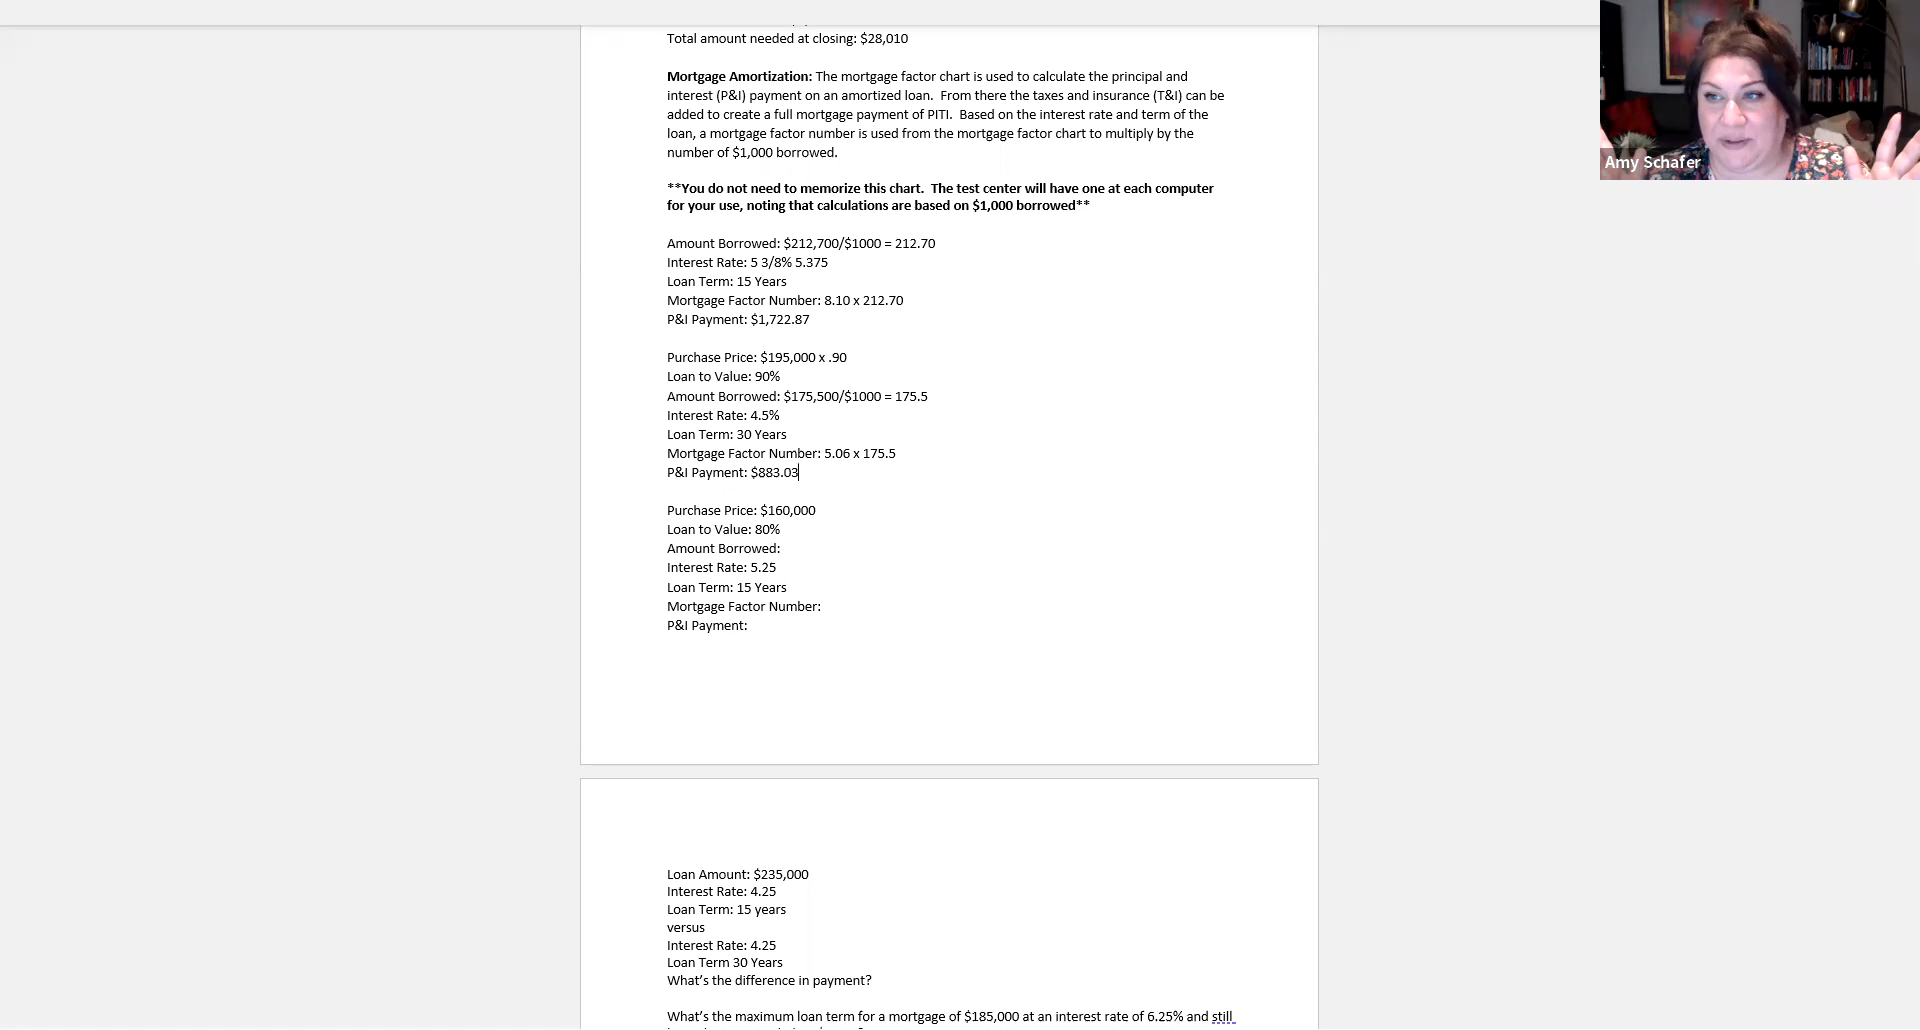 Total amount needed at closing: $28,010
Mortgage Amortization: The mortgage factor chart is used to calculate the principal and
interest (P&I) payment on an amortized loan.  From there the taxes and insurance (T&I) can be
added to create a full mortgage payment of PITI.  Based on the interest rate and term of the
loan, a mortgage factor number is used from the mortgage factor chart to multiply by the
number of $1,000 borrowed.
**You do not need to memorize this chart.  The test center will have one at each computer
for your use, noting that calculations are based on $1,000 borrowed**
Amount Borrowed: $212,700/$1000 = 212.70
Interest Rate: 5 3/8% 5.375
Loan Term: 15 Years
Mortgage Factor Number: 8.10 x 212.70
P&I Payment: $1,722.87
Purchase Price: $195,000 x .90
Loan to Value: 90%
Amount Borrowed: $175,500/$1000 = 175.5
Interest Rate: 4.5%
Loan Term: 30 Years
Mortgage Factor Number: 5.06 x 175.5
P&I Payment: $883.03
Purchase Price: $160,000
Loan to Value: 80%
Amount Borrowed:
Interest Rate: 5.25
Loan Term: 15 Years
Mortgage Factor Number:
P&I Payment:
Loan Amount: $235,000
Interest Rate: 4.25
Loan Term: 15 years
versus
Interest Rate: 4.25
Loan Term 30 Years
What's the difference in payment?
What's the maximum loan term for a mortgage of $185,000 at an interest rate of 6.25% and still
Amy Schafer